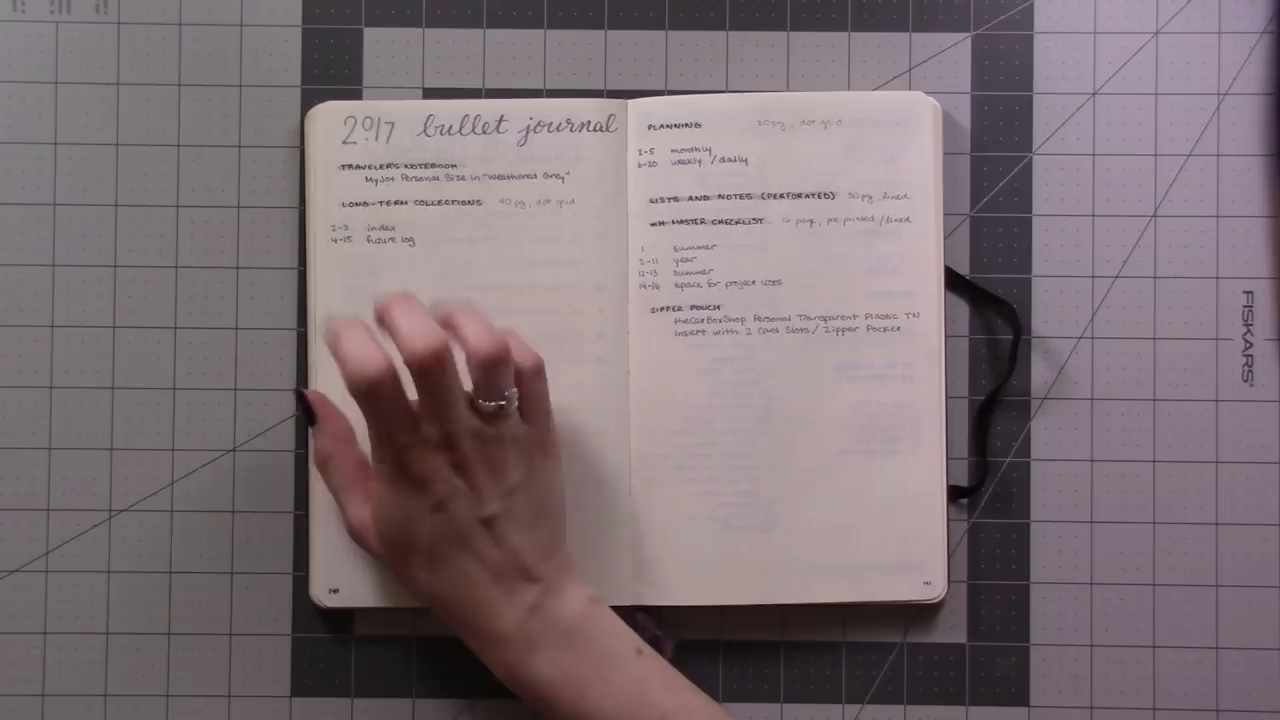 2017 bullet journal
TRAVELER'S NOTEBOOK
MyJot Personal Size in "Weathered Grey"
LONG-TERM COLLECTIONS 40 pg, dot grid
2-3 index
4-15 future log
140
PLANNING 20 pg, dot grid
1-5 monthly
6-20 weekly / daily
LISTS AND NOTES (PERFORATED) 30 pg, lined
MH MASTER CHECKLIST 16 page, pre printed / lined
1 summer
2-11 year
12-13 summer
14-16 space for project lists
ZIPPER POUCH
theCarBoxShop Personal Transparent Plastic TN
Insert with 2 Card Slots / Zipper Pocket
141
FISKARS